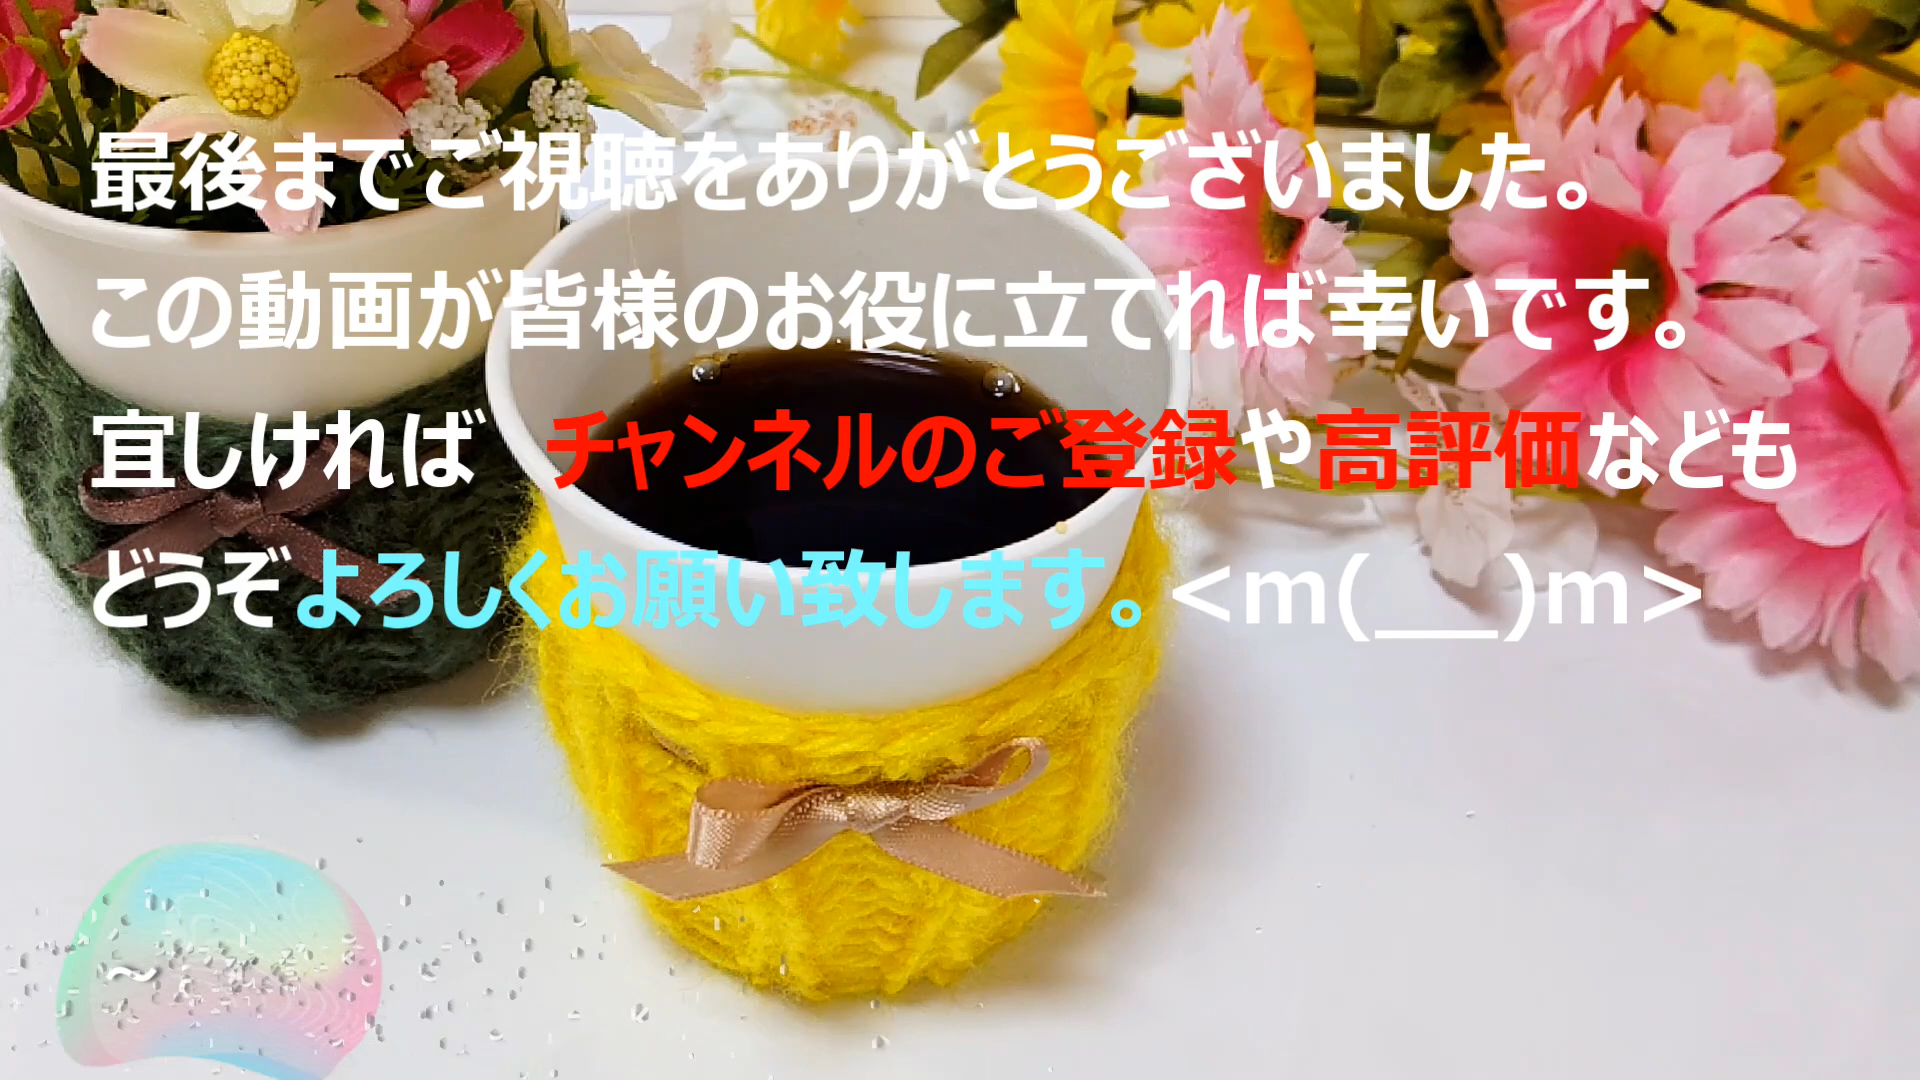 最後までご視聴をありがとうございました。
この動画が皆様のお役に立てれば幸いです。
宜しければ　チャンネルのご登録や高評価なども
どうぞよろしくお願い致します。<m(__)m>
～